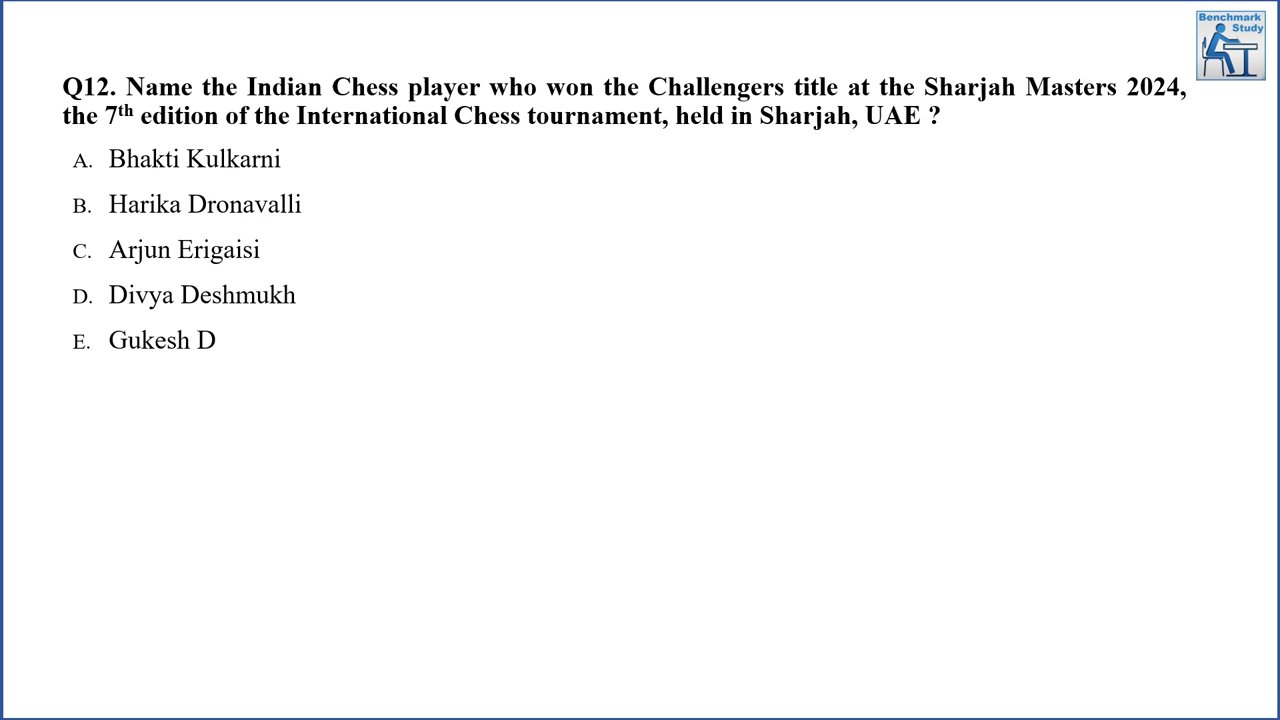 Benchmark
Study
Q12. Name the Indian Chess player who won the Challengers title at the Sharjah Masters 2024,
the 7th edition of the International Chess tournament, held in Sharjah, UAE ?
A. Bhakti Kulkarni
B. Harika Dronavalli
C. Arjun Erigaisi
D. Divya Deshmukh
E. Gukesh D